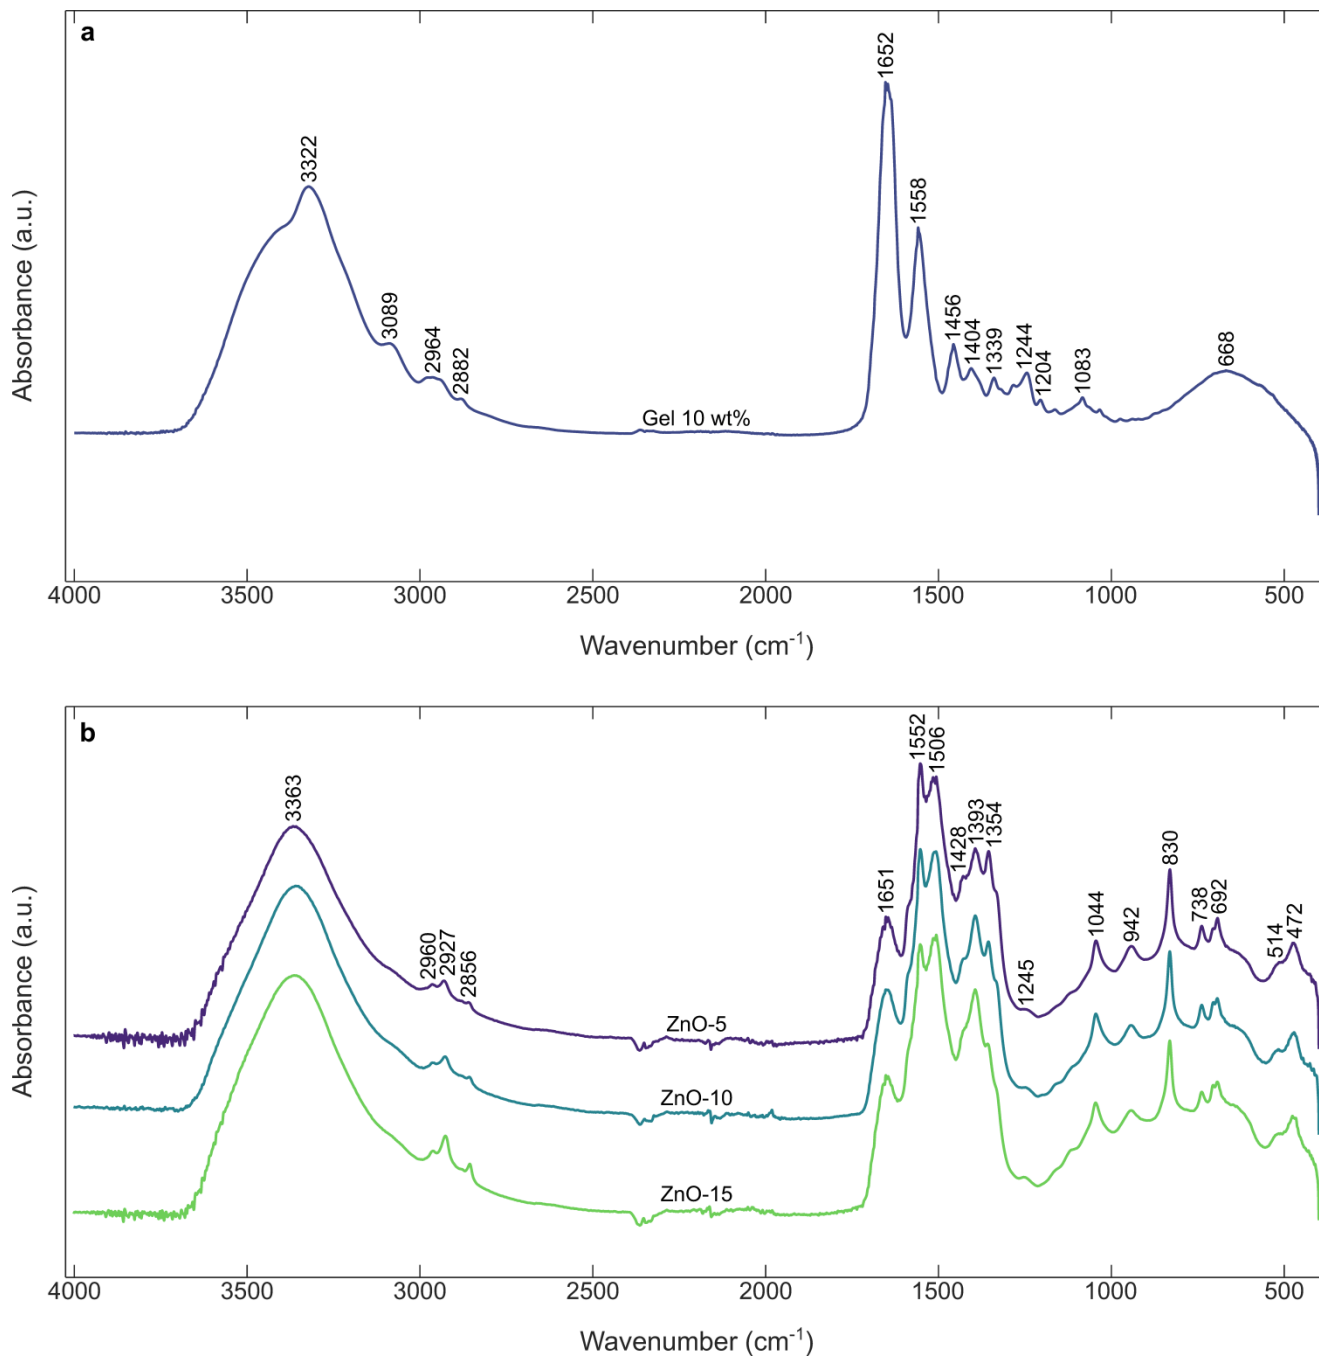 a
Absorbance (a.u.)
3322
3089
2964
2882
Gel 10 wt%
1652
1558
1456
1404
1339
1244
1204
1083
668
4000 3500 3000 2500 2000 1500 1000 500
Wavenumber (cm⁻¹)
b
Absorbance (a.u.)
3363
2960
2927
2856
ZnO-5
ZnO-10
ZnO-15
1651
1552
1506
1428
1393
1354
1245
1044
942
830
738
692
514
472
4000 3500 3000 2500 2000 1500 1000 500
Wavenumber (cm⁻¹)